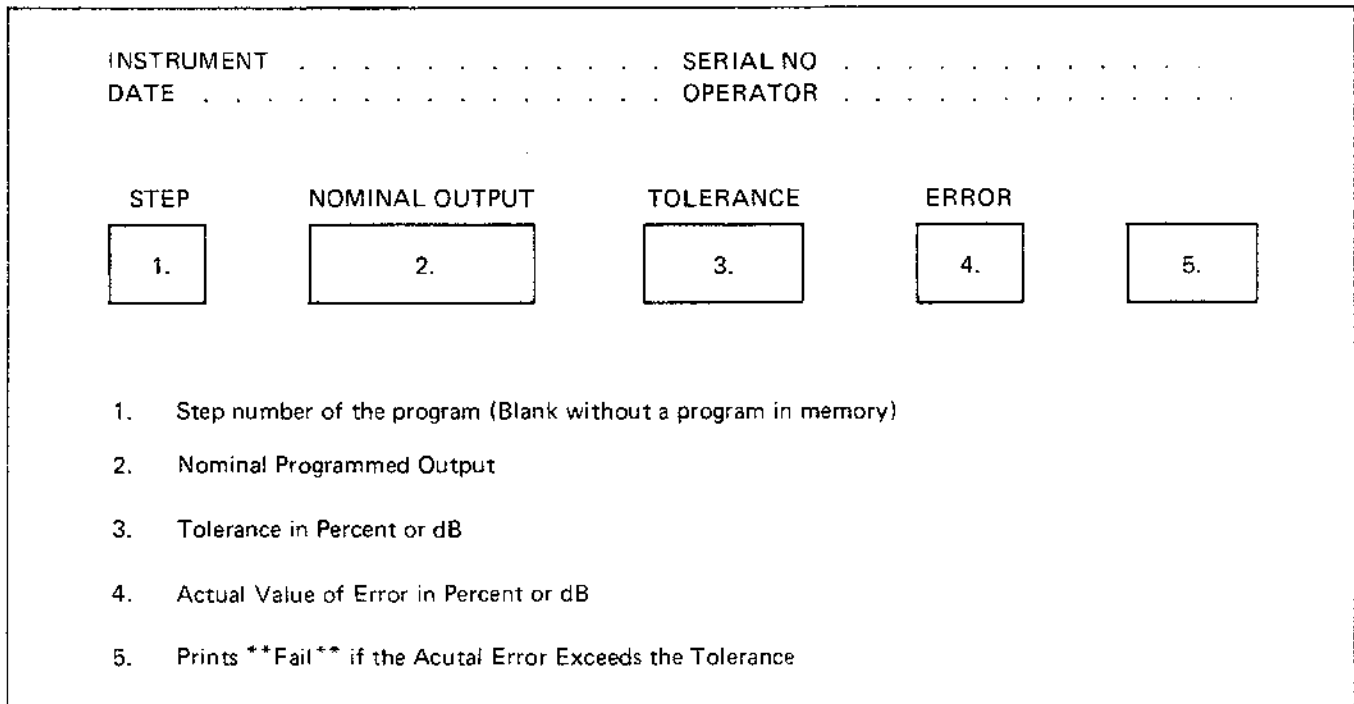 INSTRUMENT . . . . . . . . . . . . SERIAL NO . . . . . . . . . . . .
DATE . . . . . . . . . . . . . . . OPERATOR . . . . . . . . . . . . .
STEP NOMINAL OUTPUT TOLERANCE ERROR
1. 2. 3. 4. 5.
1. Step number of the program (Blank without a program in memory)
2. Nominal Programmed Output
3. Tolerance in Percent or dB
4. Actual Value of Error in Percent or dB
5. Prints **Fail** if the Acutal Error Exceeds the Tolerance